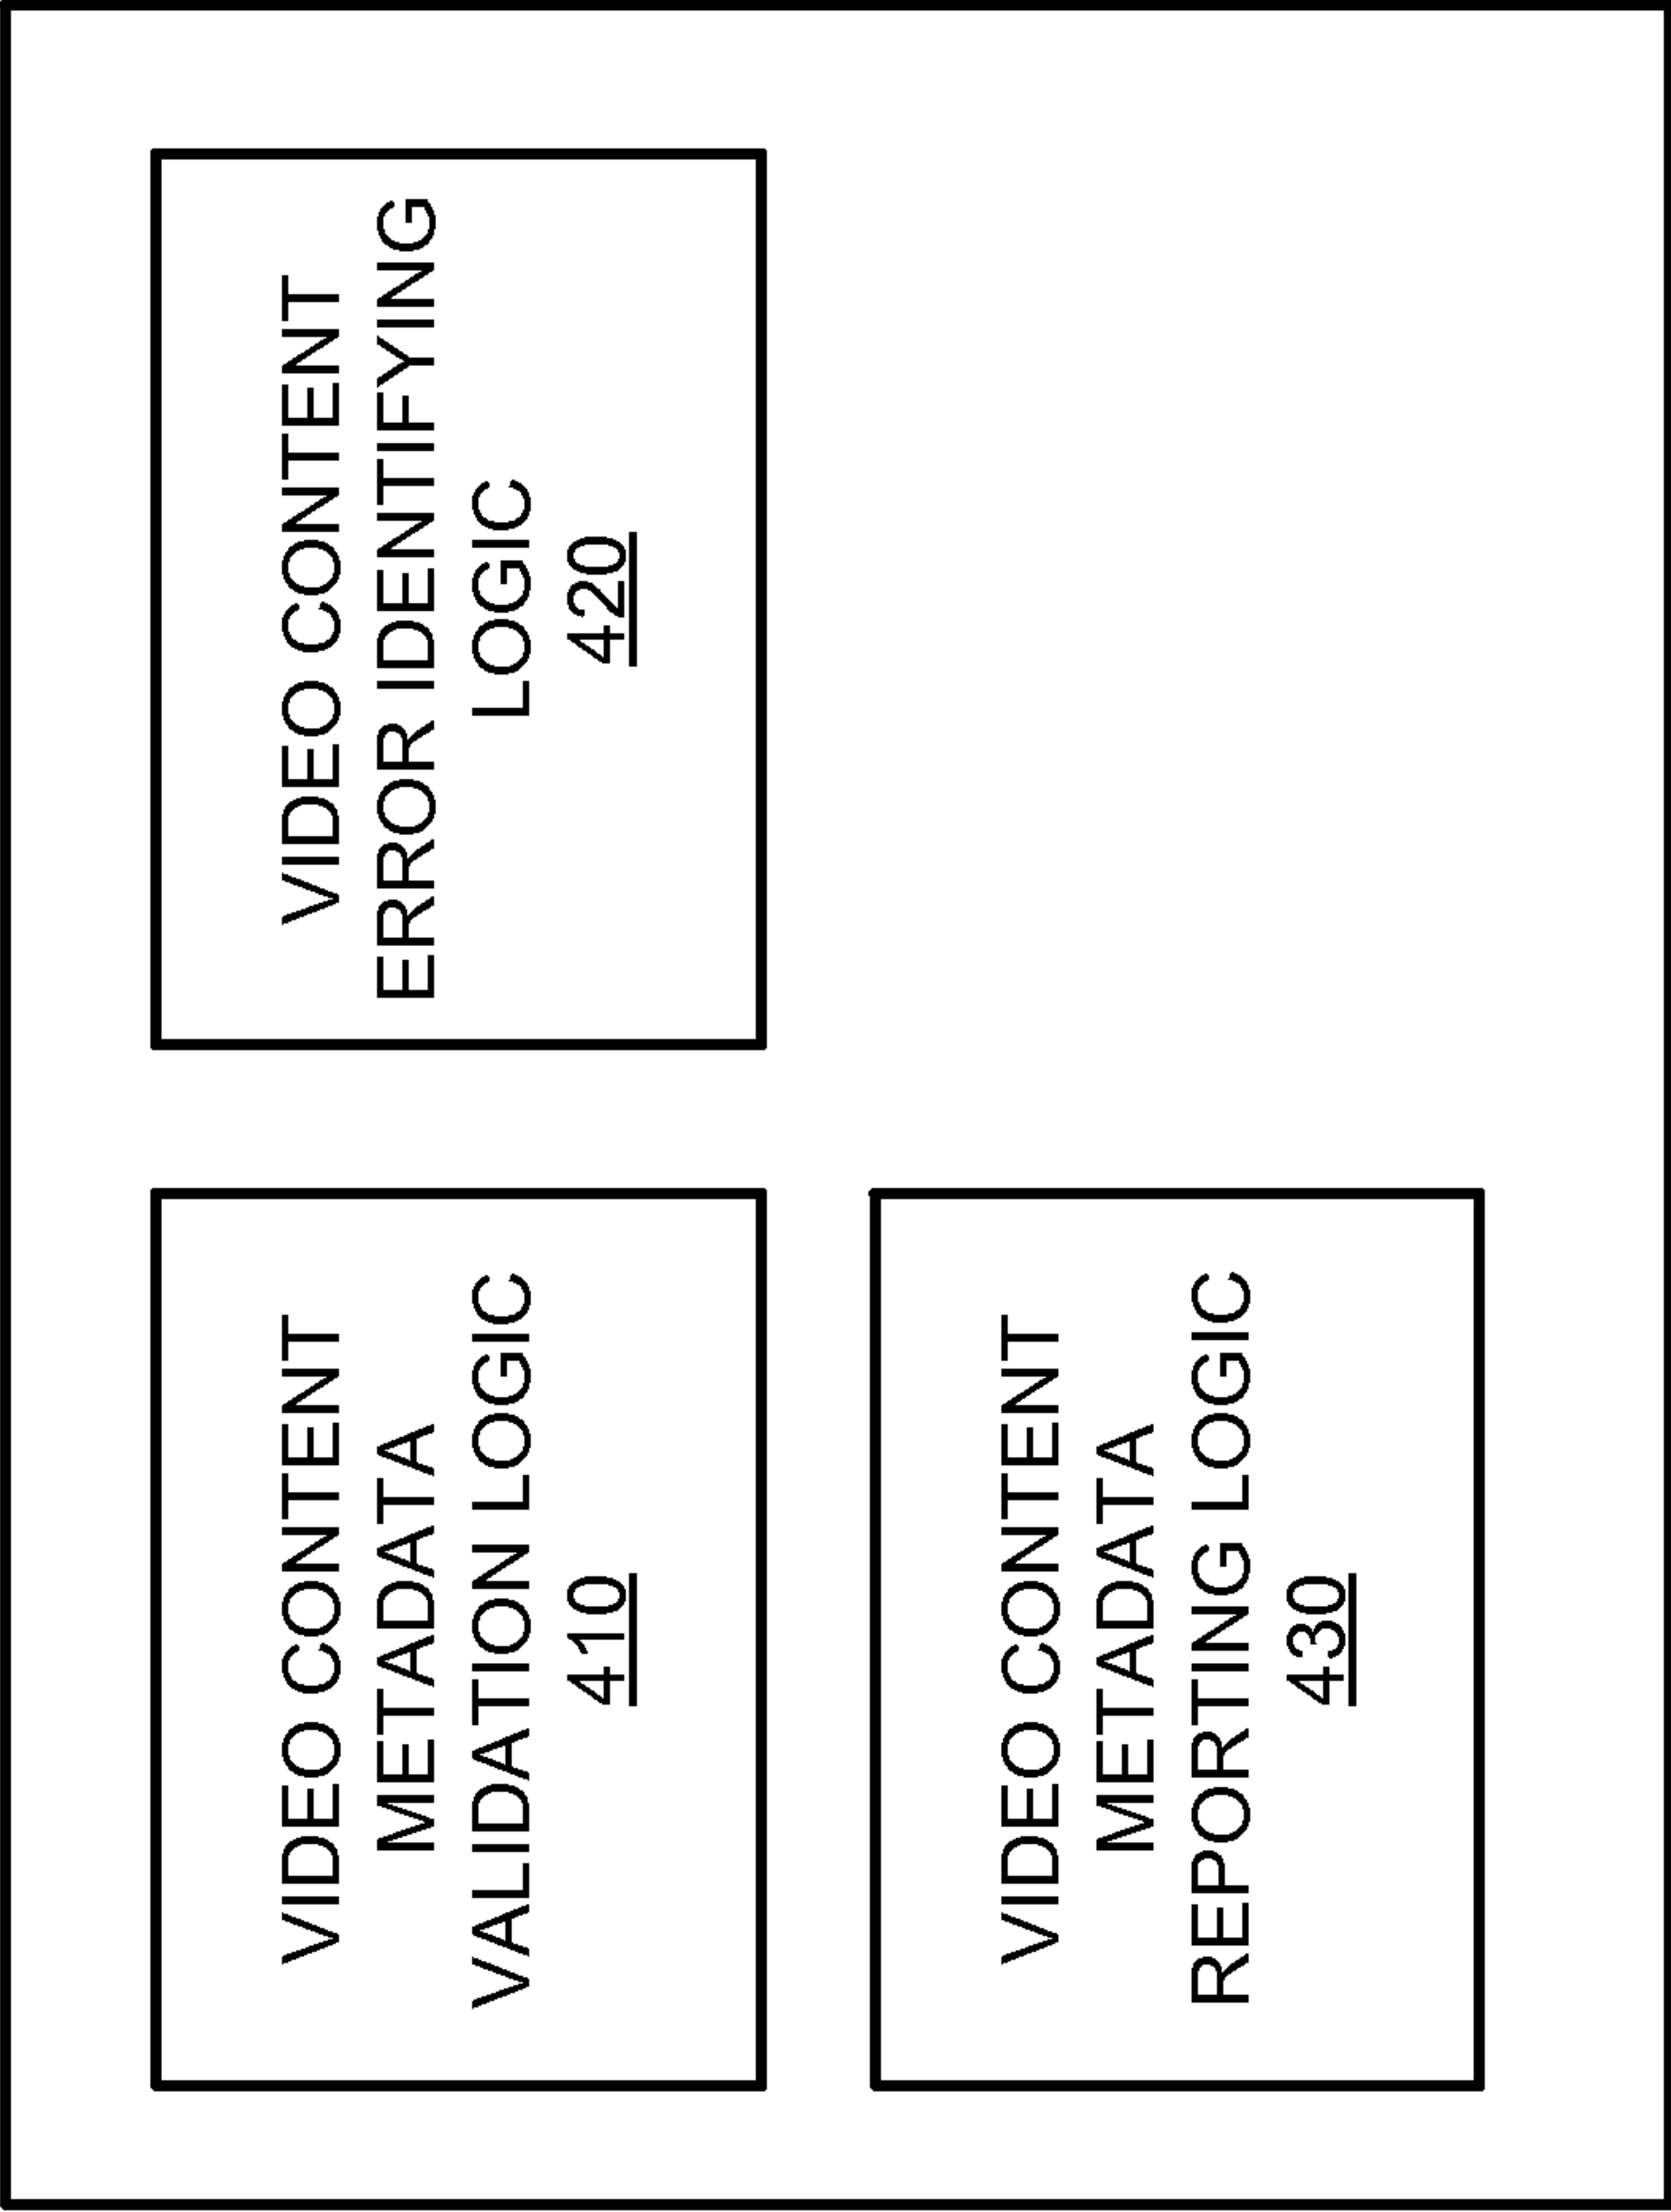 VIDEO CONTENT
METADATA
VALIDATION LOGIC
410
VIDEO CONTENT
ERROR IDENTIFYING
LOGIC
420
VIDEO CONTENT
METADATA
REPORTING LOGIC
430